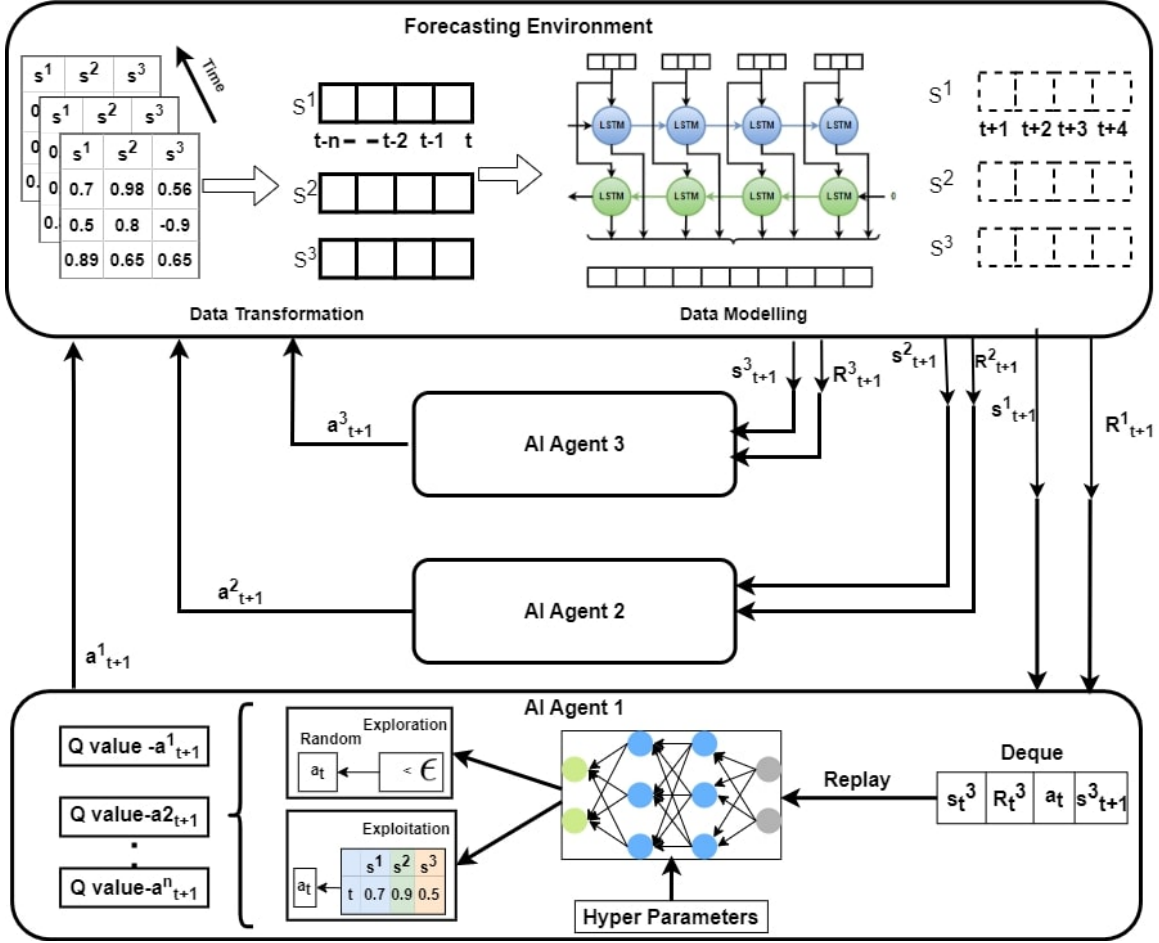 Forecasting Environment
s¹ s² s³
0
0
0.
s¹ s² s³
0.
0
0.
s¹ s² s³
0.7 0.98 0.56
0.5 0.8 -0.9
0.89 0.65 0.65
Time
S¹
t-n - - t-2 t-1 t
S²
S³
LSTM LSTM LSTM LSTM
LSTM LSTM LSTM LSTM 0
S¹
t+1 t+2 t+3 t+4
S²
S³
Data Transformation
Data Modelling
s³t+1
R³t+1
s²t+1
R²t+1
s¹t+1
R¹t+1
a³t+1
AI Agent 3
a²t+1
AI Agent 2
a¹t+1
AI Agent 1
Q value -a¹t+1
Q value-a2t+1
:
Q value-aⁿt+1
Exploration
Random
at
< ϵ
Exploitation
s¹ s² s³
at
t 0.7 0.9 0.5
Hyper Parameters
Replay
Deque
st³ Rt³ at s³t+1